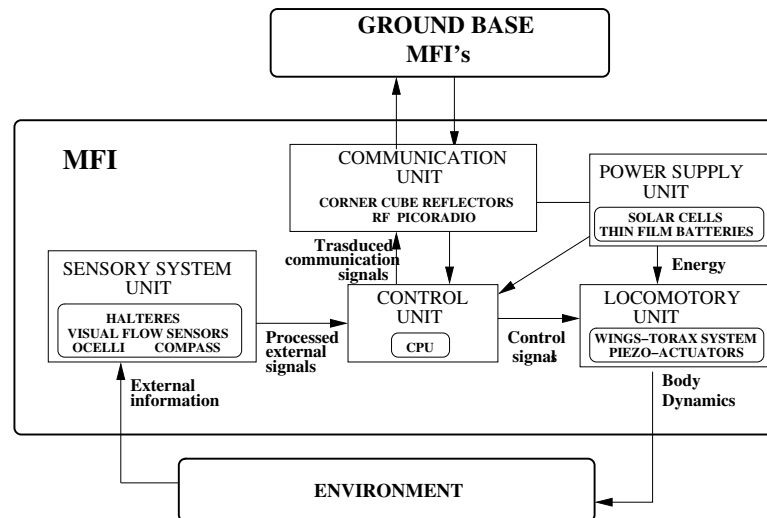 GROUND BASE
MFI's
MFI
COMMUNICATION
UNIT
CORNER CUBE REFLECTORS
RF PICORADIO
POWER SUPPLY
UNIT
SOLAR CELLS
THIN FILM BATTERIES
Trasduced
communication
signals
Energy
SENSORY SYSTEM
UNIT
HALTERES
VISUAL FLOW SENSORS
OCELLI COMPASS
Processed
external
signals
CONTROL
UNIT
CPU
Control
signals
LOCOMOTORY
UNIT
WINGS-TORAX SYSTEM
PIEZO-ACTUATORS
External
information
Body
Dynamics
ENVIRONMENT